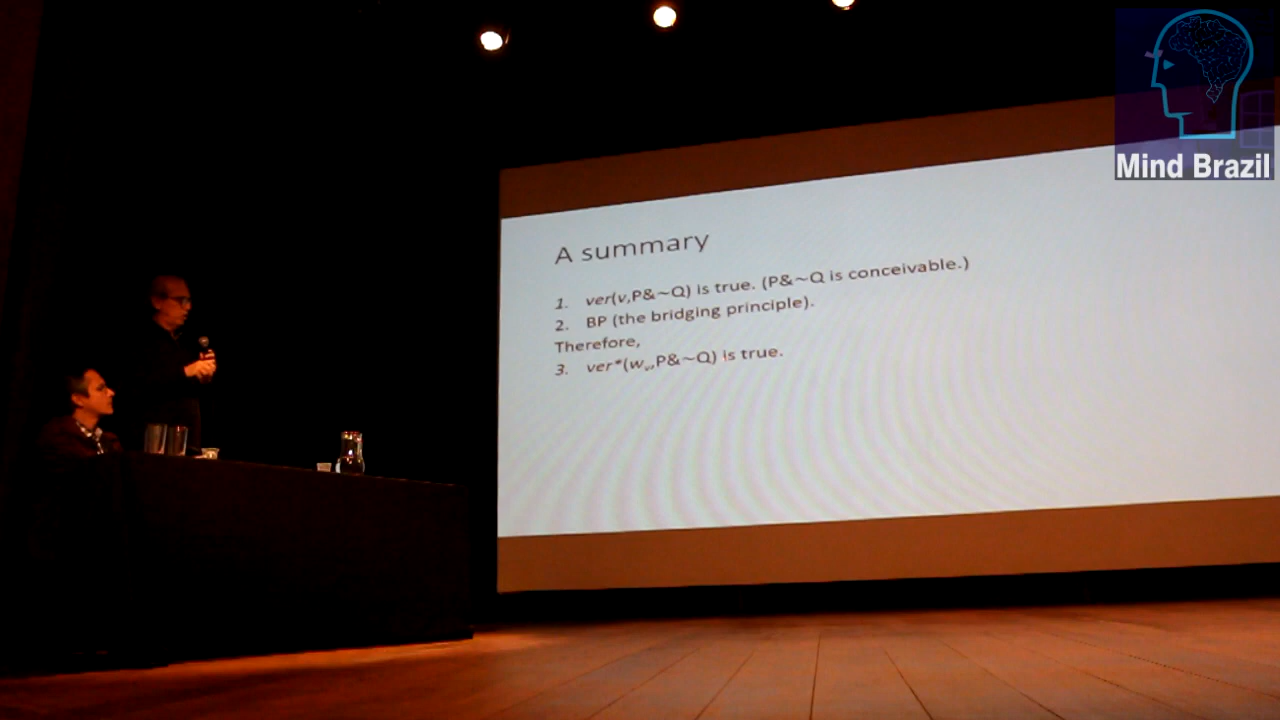 Mind Brazil
A summary
1. ver(v,P&~Q) is true. (P&~Q is conceivable.)
2. BP (the bridging principle).
Therefore,
3. ver*(wᵥ,P&~Q) is true.